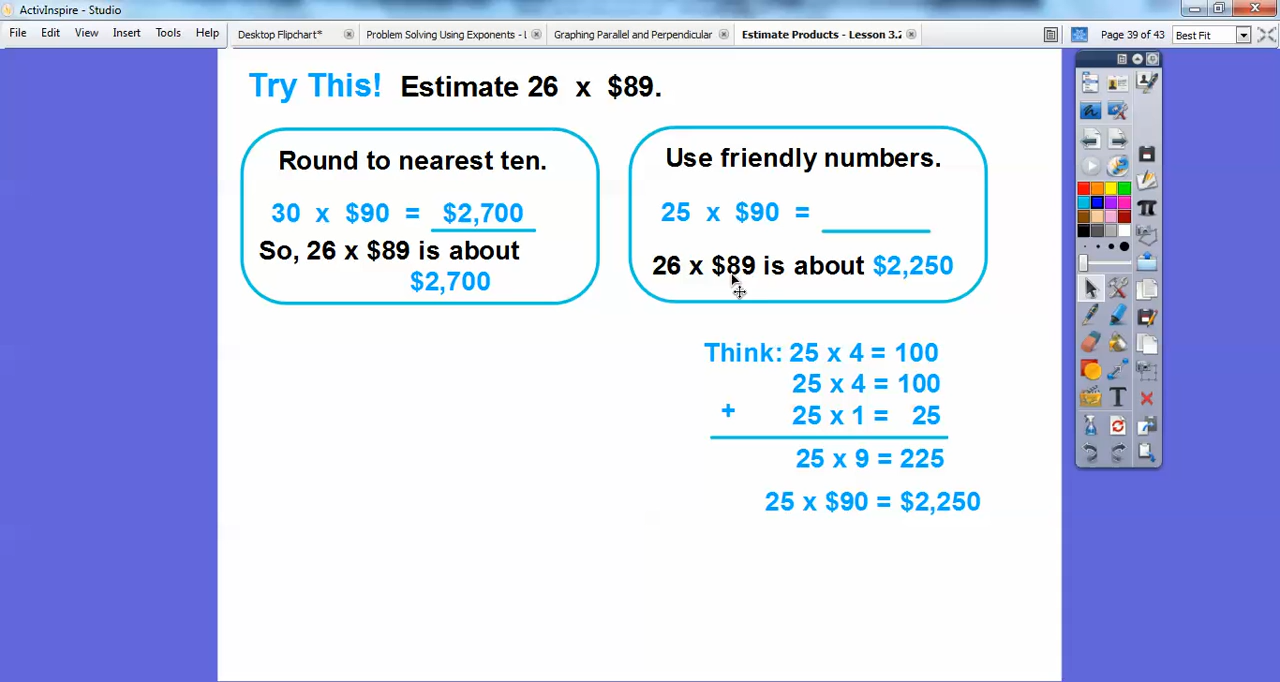 ActivInspire - Studio
File Edit View Insert Tools Help
Desktop Flipchart*
Problem Solving Using Exponents - L
Graphing Parallel and Perpendicular
Estimate Products - Lesson 3.2
Page 39 of 43
Best Fit
Try This! Estimate 26 x $89.
Round to nearest ten.
30 x $90 = $2,700
So, 26 x $89 is about
$2,700
Use friendly numbers.
25 x $90 =
26 x $89 is about $2,250
Think: 25 x 4 = 100
25 x 4 = 100
+ 25 x 1 = 25
25 x 9 = 225
25 x $90 = $2,250